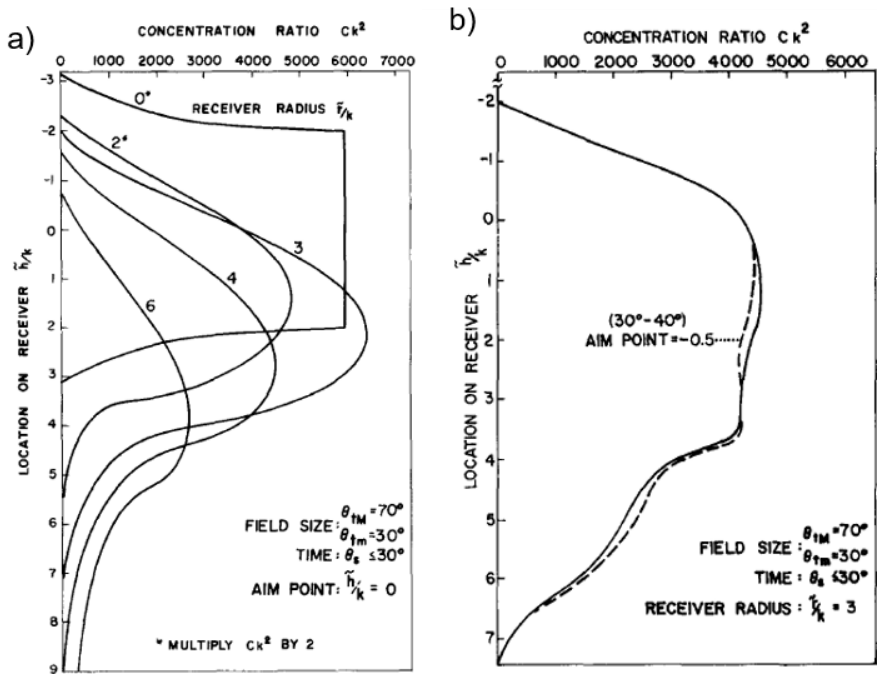 a)
CONCENTRATION RATIO Ck²
0 1000 2000 3000 4000 5000 6000 7000
RECEIVER RADIUS r̃/k
0*
2*
3
4
6
-3
-2
-1
0
1
2
3
4
5
6
7
8
9
LOCATION ON RECEIVER h̃/k
FIELD SIZE: θtM=70°
θtm=30°
TIME: θs ≤30°
AIM POINT: h̃/k = 0
* MULTIPLY Ck² BY 2
b)
CONCENTRATION RATIO Ck²
0 1000 2000 3000 4000 5000 6000
-2
-1
0
1
2
3
4
5
6
7
LOCATION ON RECEIVER h̃/k
(30°-40°)
AIM POINT=-0.5
FIELD SIZE: θtM=70°
θtm=30°
TIME: θs ≤30°
RECEIVER RADIUS: r̃/k = 3